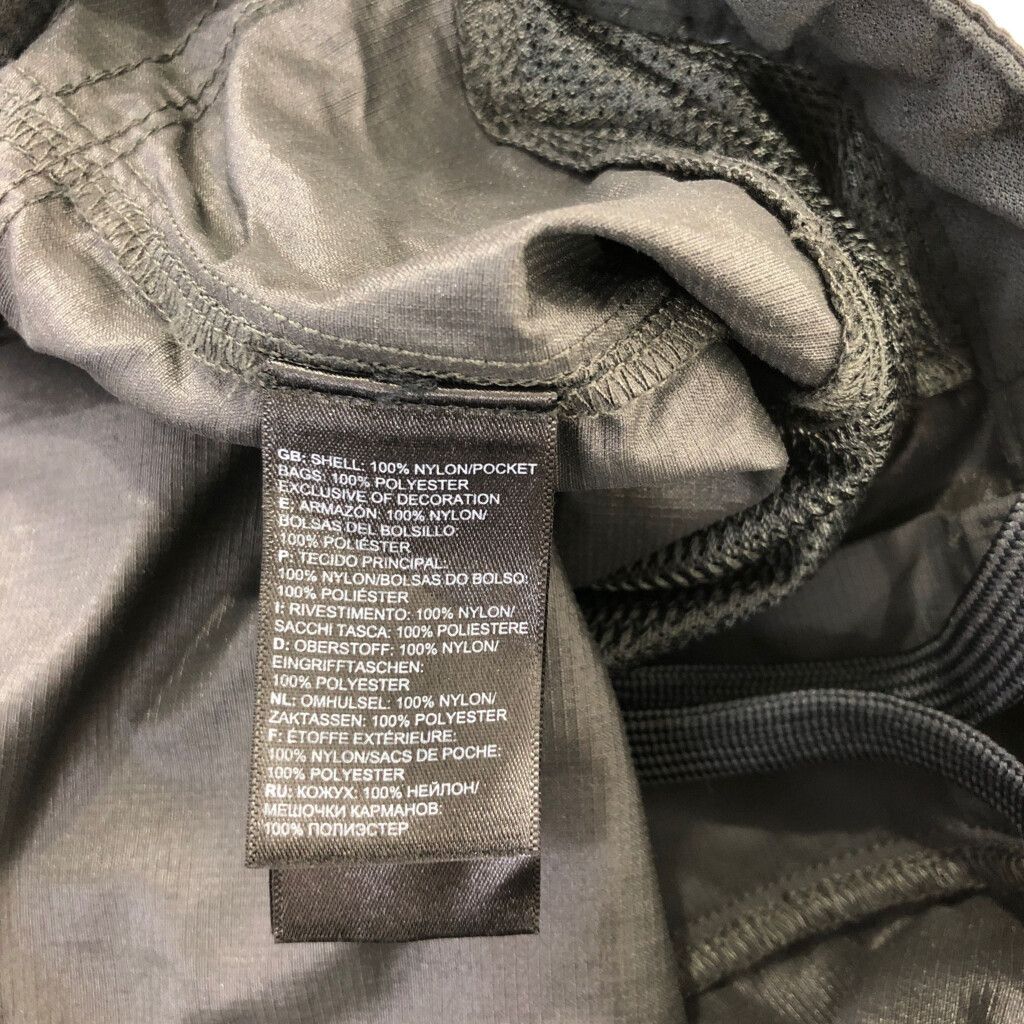 GB: SHELL: 100% NYLON/POCKET
BAGS: 100% POLYESTER
EXCLUSIVE OF DECORATION
E: ARMAZÓN: 100% NYLON/
BOLSAS DEL BOLSILLO
100% POLIÉSTER
P: TECIDO PRINCIPAL:
100% NYLON/BOLSAS DO BOLSO:
100% POLIÉSTER
I: RIVESTIMENTO: 100% NYLON/
SACCHI TASCA: 100% POLIESTERE
D: OBERSTOFF: 100% NYLON/
EINGRIFFTASCHEN:
100% POLYESTER
NL: OMHULSEL: 100% NYLON/
ZAKTASSEN: 100% POLYESTER
F: ÉTOFFE EXTÉRIEURE:
100% NYLON/SACS DE POCHE:
100% POLYESTER
RU: КОЖУХ: 100% НЕЙЛОН/
МЕШОЧКИ КАРМАНОВ:
100% ПОЛИЭСТЕР